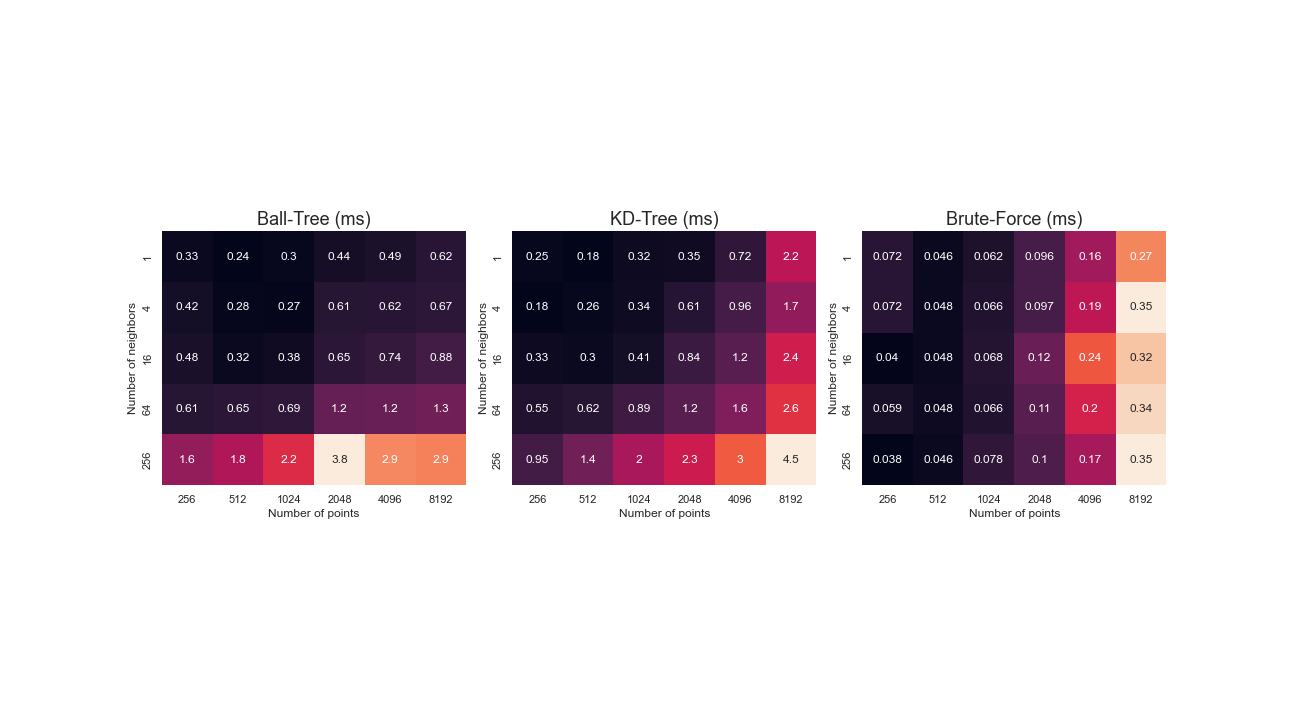 Ball-Tree (ms)
Number of neighbors
1 0.33 0.24 0.3 0.44 0.49 0.62
4 0.42 0.28 0.27 0.61 0.62 0.67
16 0.48 0.32 0.38 0.65 0.74 0.88
64 0.61 0.65 0.69 1.2 1.2 1.3
256 1.6 1.8 2.2 3.8 2.9 2.9
256 512 1024 2048 4096 8192
Number of points
KD-Tree (ms)
Number of neighbors
1 0.25 0.18 0.32 0.35 0.72 2.2
4 0.18 0.26 0.34 0.61 0.96 1.7
16 0.33 0.3 0.41 0.84 1.2 2.4
64 0.55 0.62 0.89 1.2 1.6 2.6
256 0.95 1.4 2 2.3 3 4.5
256 512 1024 2048 4096 8192
Number of points
Brute-Force (ms)
Number of neighbors
1 0.072 0.046 0.062 0.096 0.16 0.27
4 0.072 0.048 0.066 0.097 0.19 0.35
16 0.04 0.048 0.068 0.12 0.24 0.32
64 0.059 0.048 0.066 0.11 0.2 0.34
256 0.038 0.046 0.078 0.1 0.17 0.35
256 512 1024 2048 4096 8192
Number of points